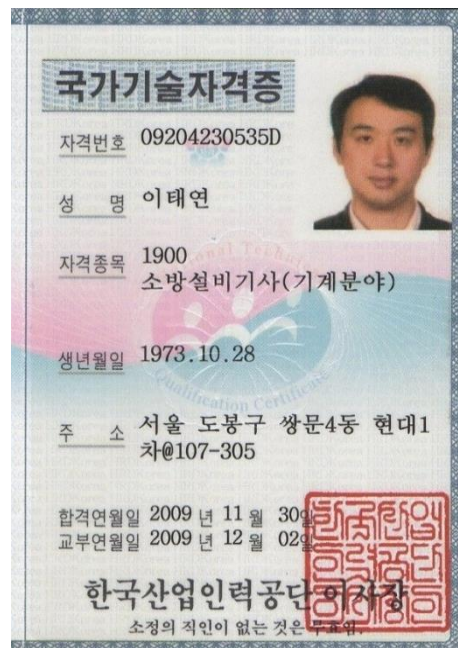 국가기술자격증
자격번호 09204230535D
성 명 이태연
자격종목 1900
소방설비기사(기계분야)
생년월일 1973.10.28
주 소 서울 도봉구 쌍문4동 현대1
차@107-305
합격연월일 2009 년 11 월 30일
교부연월일 2009 년 12 월 02일
한국산업인력공단 이사장
소정의 직인이 없는 것은 무효임.
Qualification Certificate